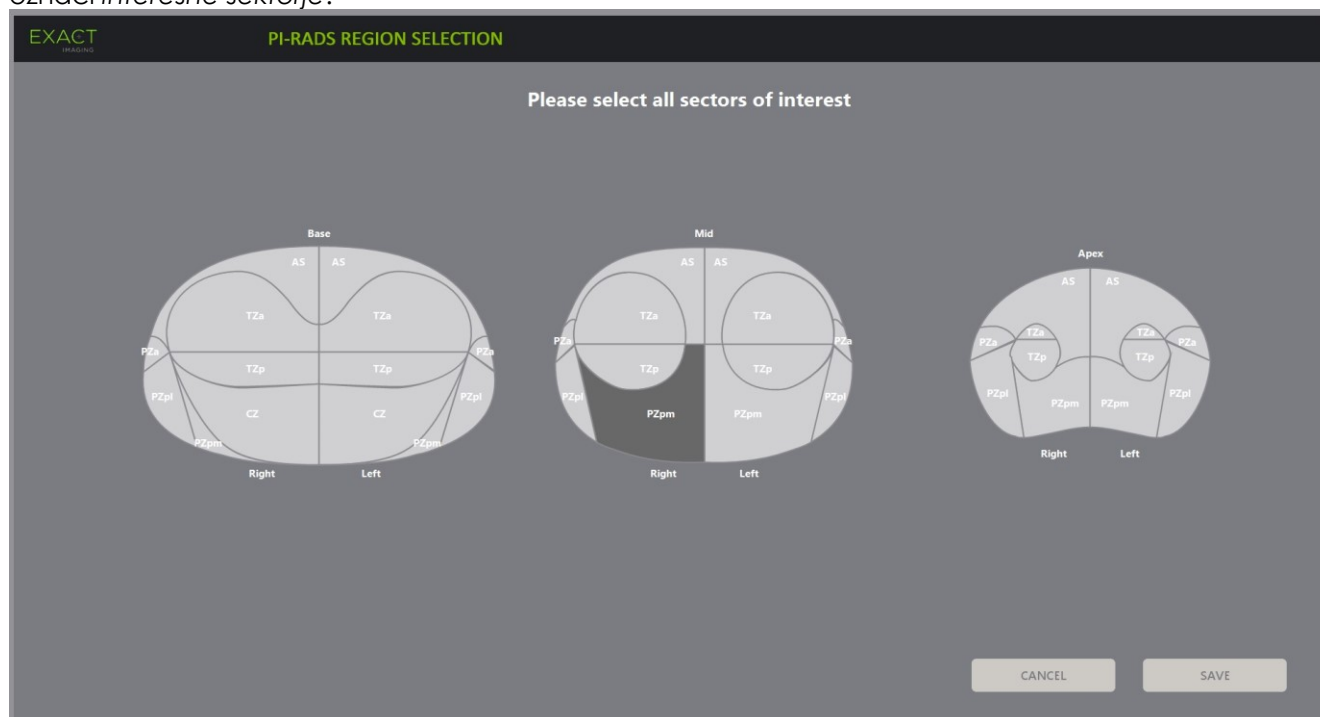 EXACT
IMAGING
PI-RADS REGION SELECTION
Please select all sectors of interest
Base
AS AS
TZa TZa
PZa PZa
TZp TZp
PZpl PZpl
CZ CZ
PZpm PZpm
Right Left
Mid
AS AS
TZa TZa
PZa PZa
TZp TZp
PZpl PZpl
PZpm PZpm
Right Left
Apex
AS AS
TZa TZa
PZa PZa
TZp TZp
PZpl PZpl
PZpm PZpm
Right Left
CANCEL SAVE